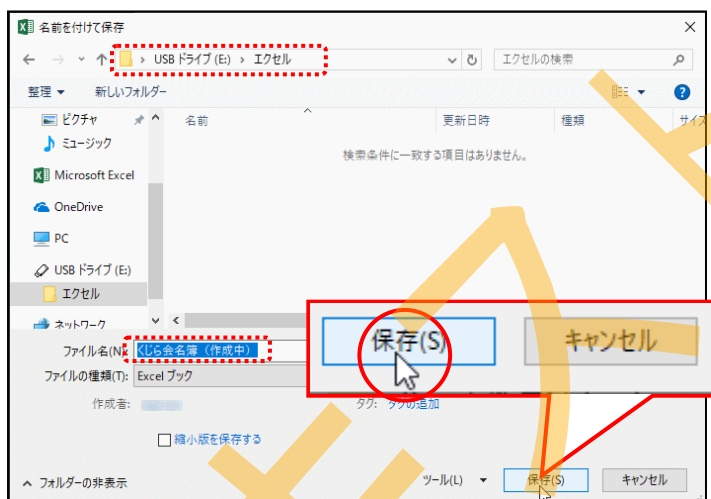 名前を付けて保存
USB ドライブ (E:) › エクセル
エクセルの検索
整理 新しいフォルダー
名前 更新日時 種類 サイズ
検索条件に一致する項目はありません。
ピクチャ
ミュージック
Microsoft Excel
OneDrive
PC
USB ドライブ (E:)
エクセル
ネットワーク
保存(S) キャンセル
ファイル名(N): くじら会名簿（作成中）
ファイルの種類(T): Excel ブック
作成者:
タグ: タグの追加
縮小版を保存する
フォルダーの非表示
ツール(L) 保存(S) キャンセル